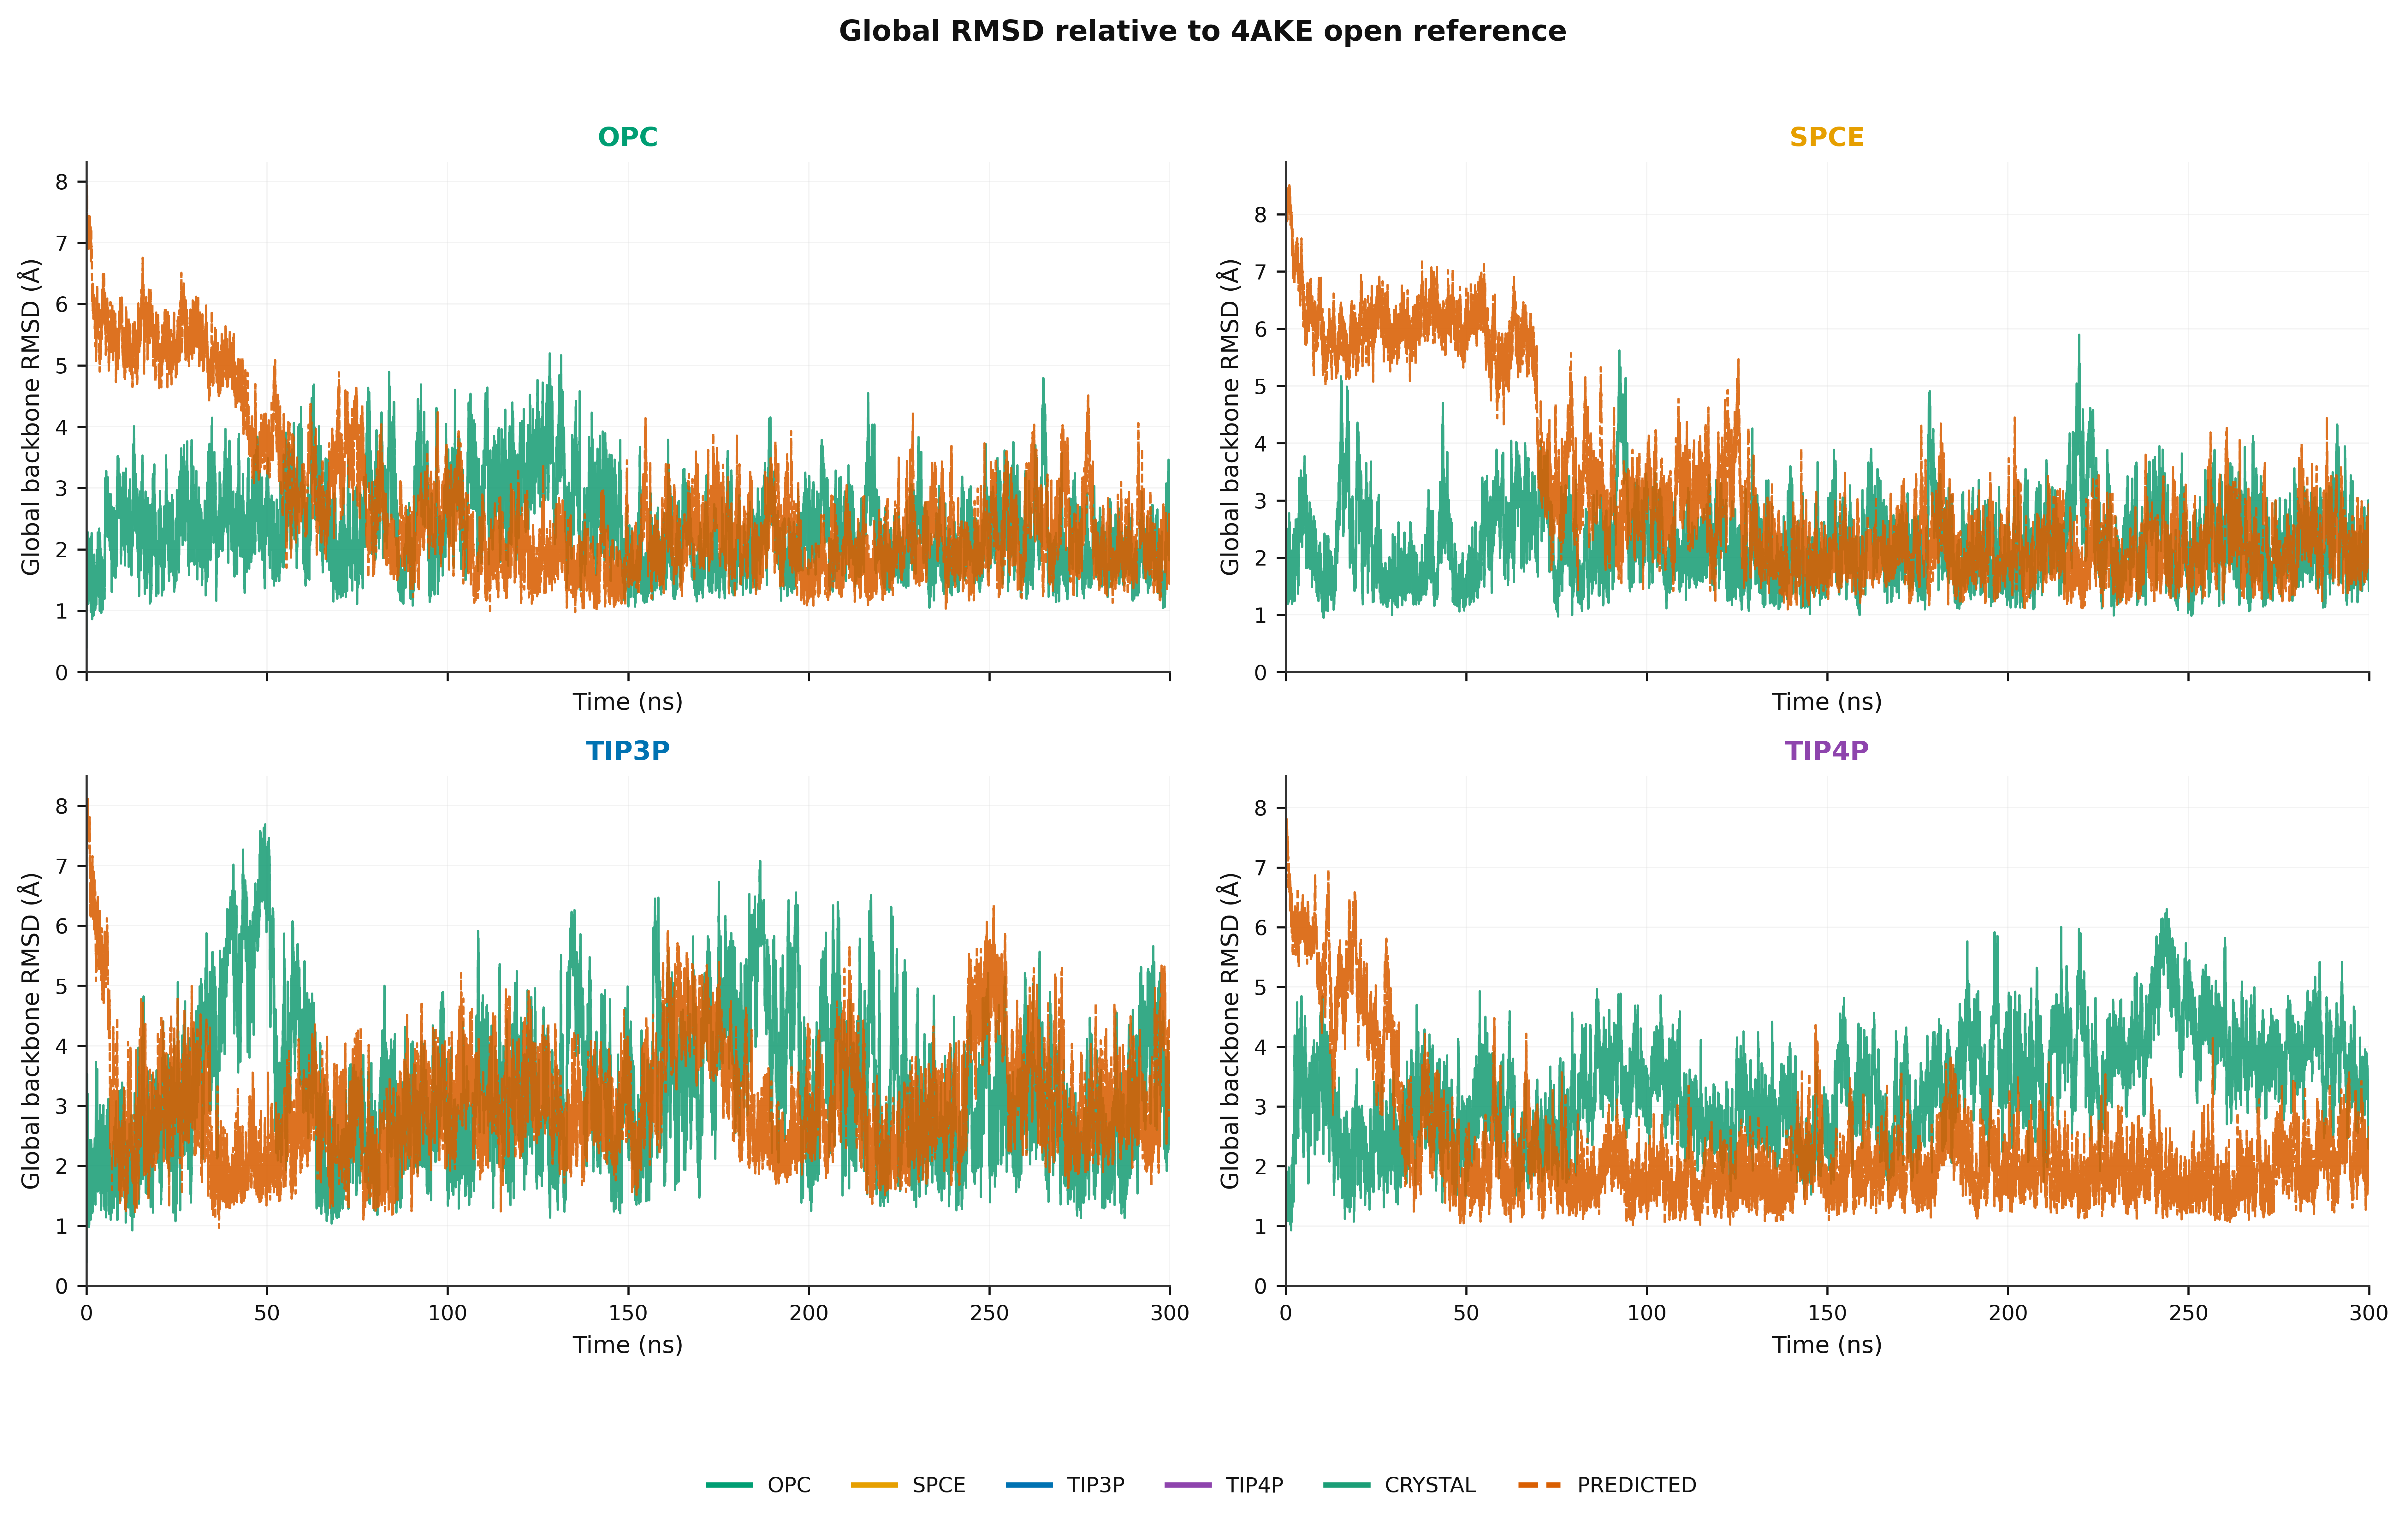 Global RMSD relative to 4AKE open reference
OPC
SPCE
Global backbone RMSD (Å)
8
7
6
5
4
3
2
1
0
Time (ns)
Global backbone RMSD (Å)
8
7
6
5
4
3
2
1
0
Time (ns)
TIP3P
TIP4P
Global backbone RMSD (Å)
8
7
6
5
4
3
2
1
0
0 50 100 150 200 250 300
Time (ns)
Global backbone RMSD (Å)
8
7
6
5
4
3
2
1
0
0 50 100 150 200 250 300
Time (ns)
OPC SPCE TIP3P TIP4P CRYSTAL PREDICTED